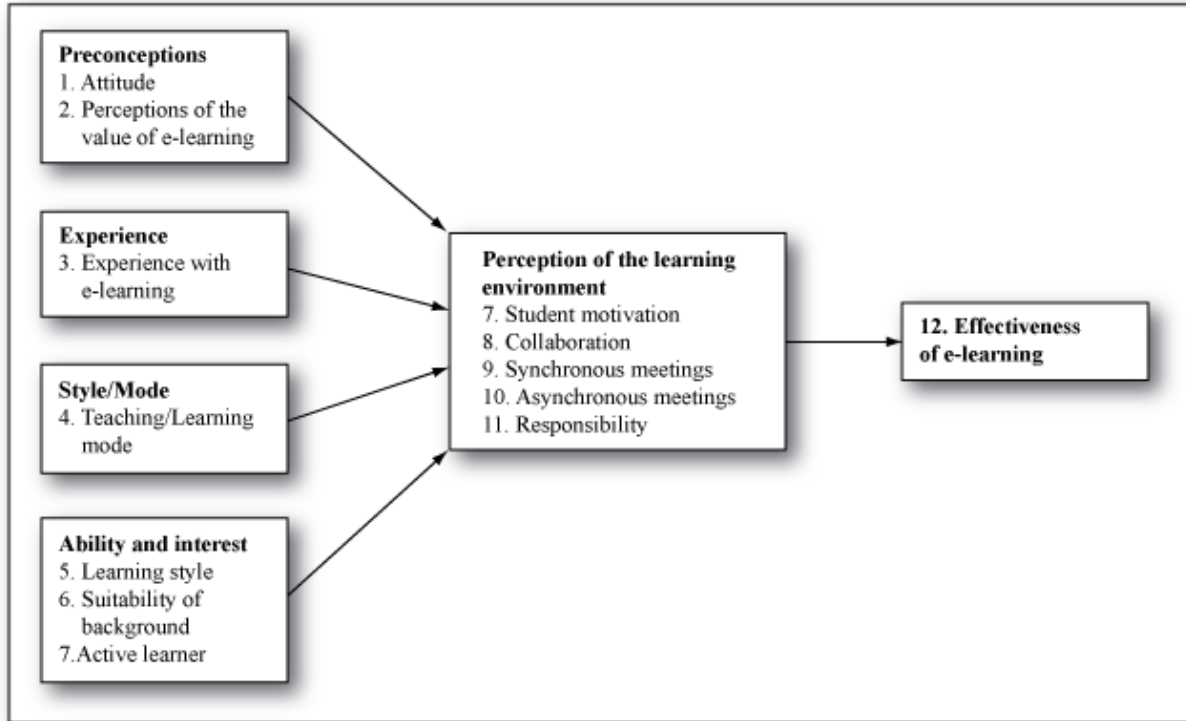 Preconceptions
1. Attitude
2. Perceptions of the
value of e-learning
Experience
3. Experience with
e-learning
Style/Mode
4. Teaching/Learning
mode
Ability and interest
5. Learning style
6. Suitability of
background
7.Active learner
Perception of the learning
environment
7. Student motivation
8. Collaboration
9. Synchronous meetings
10. Asynchronous meetings
11. Responsibility
12. Effectiveness
of e-learning